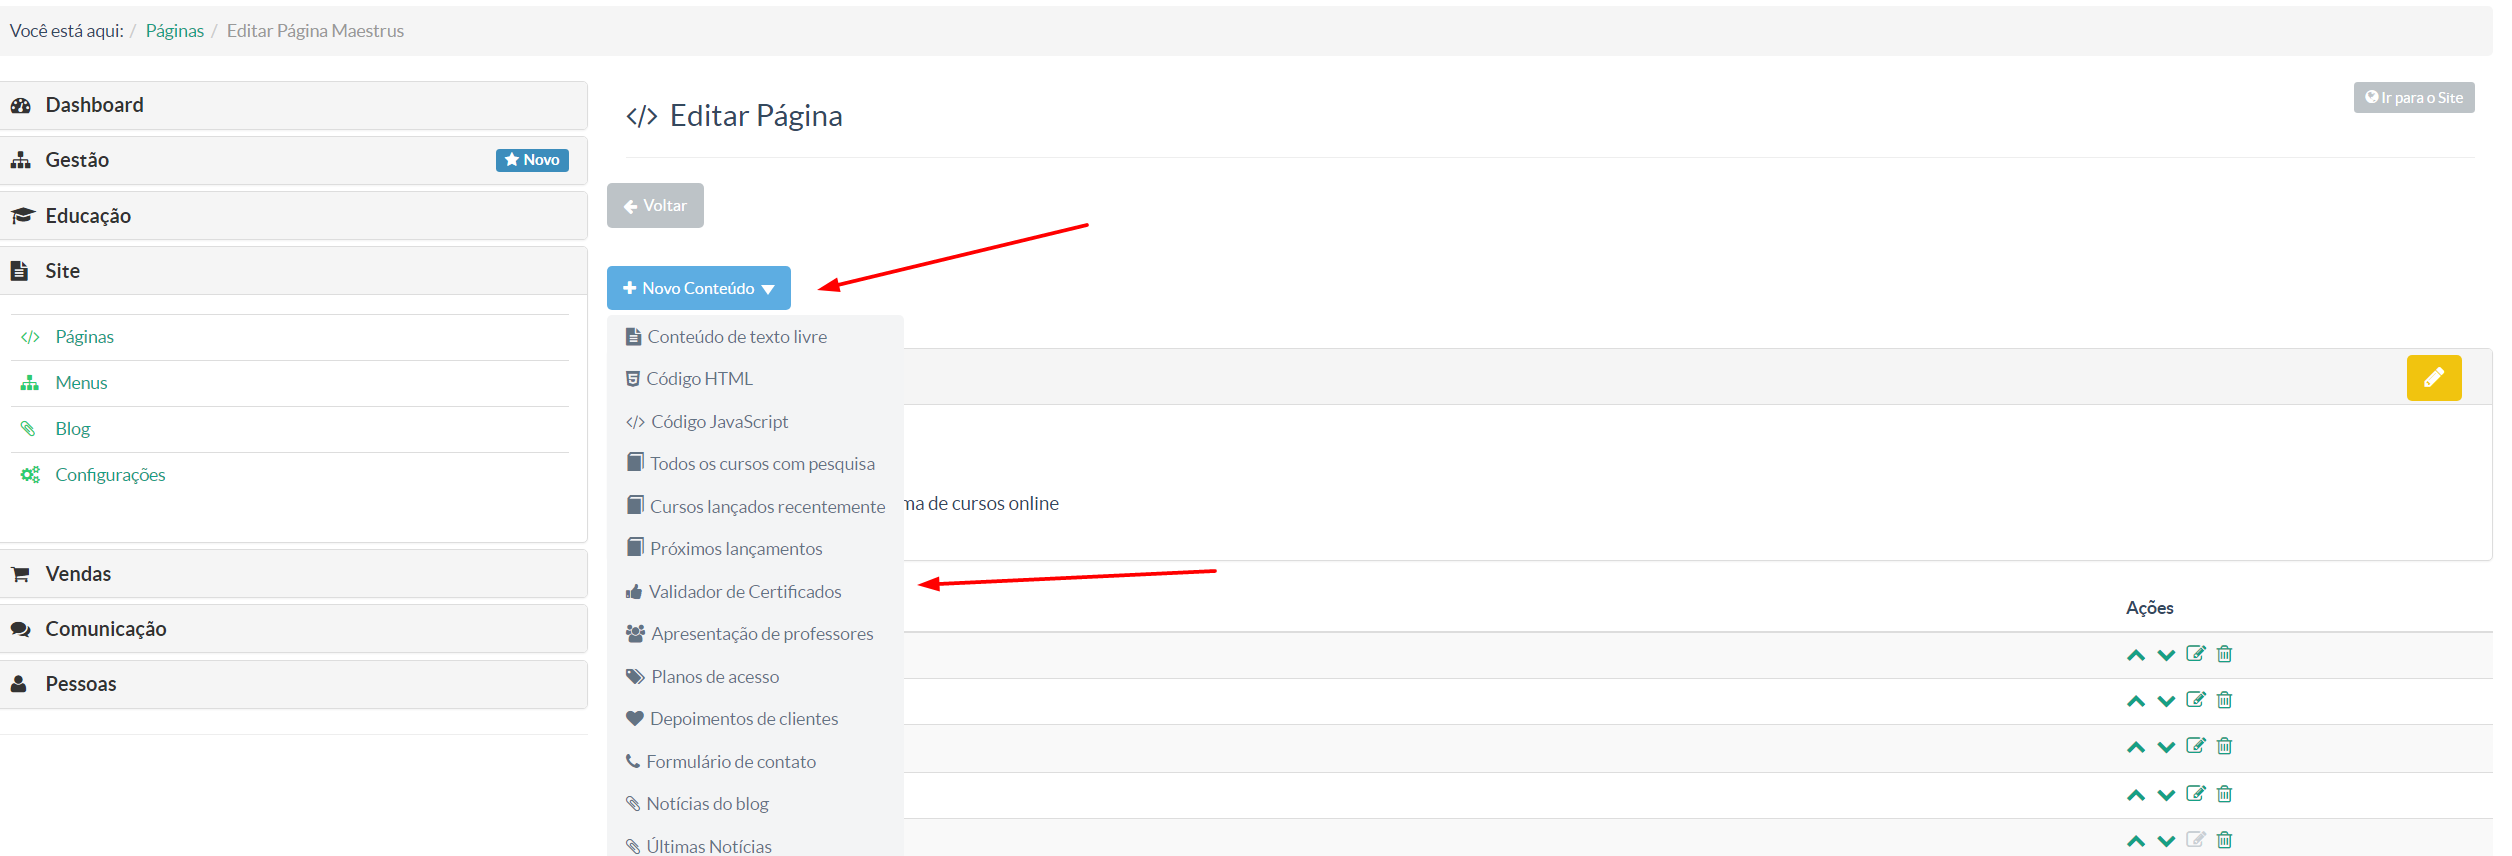 Você está aqui: / Páginas / Editar Página Maestrus
Dashboard
Gestão
Novo
Educação
Site
Páginas
Menus
Blog
Configurações
Vendas
Comunicação
Pessoas
Editar Página
Ir para o Site
Voltar
Novo Conteúdo
Conteúdo de texto livre
Código HTML
Código JavaScript
Todos os cursos com pesquisa
Cursos lançados recentemente
ma de cursos online
Próximos lançamentos
Validador de Certificados
Apresentação de professores
Planos de acesso
Depoimentos de clientes
Formulário de contato
Notícias do blog
Últimas Notícias
Ações